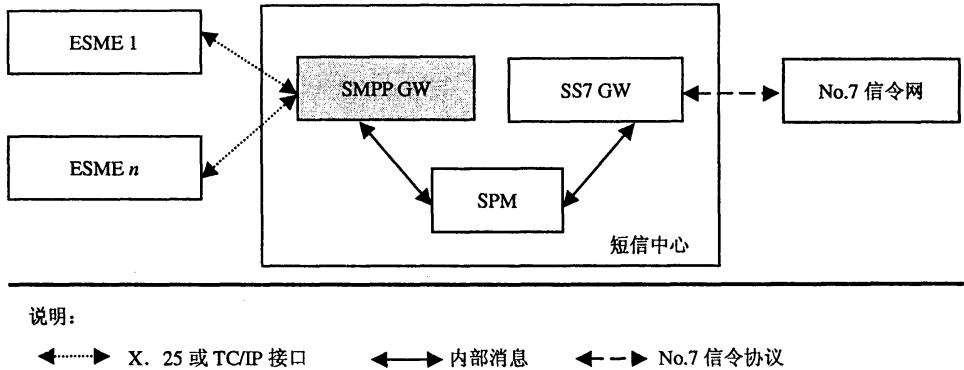 ESME 1
SMPP GW
SS7 GW
No.7 信令网
ESME n
SPM
短信中心
说明：
X．25 或 TC/IP 接口
内部消息
No.7 信令协议